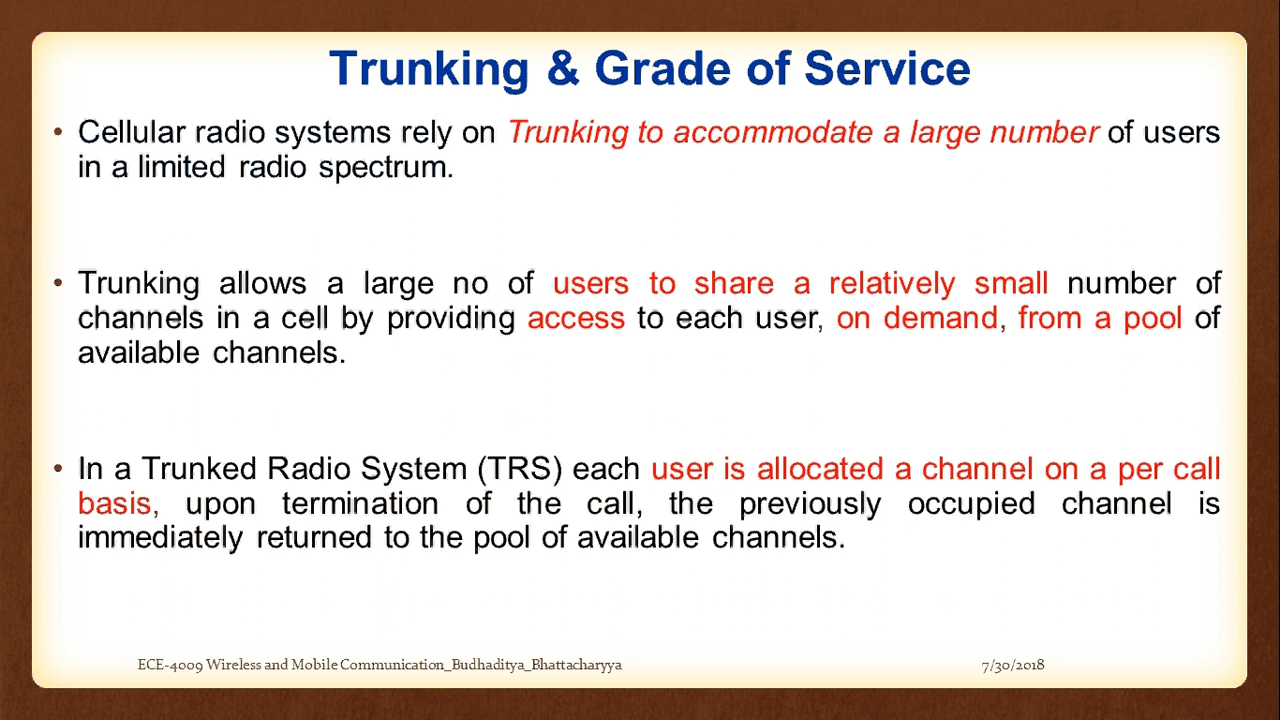 Trunking & Grade of Service
• Cellular radio systems rely on Trunking to accommodate a large number of users
in a limited radio spectrum.
• Trunking allows a large no of users to share a relatively small number of
channels in a cell by providing access to each user, on demand, from a pool of
available channels.
• In a Trunked Radio System (TRS) each user is allocated a channel on a per call
basis, upon termination of the call, the previously occupied channel is
immediately returned to the pool of available channels.
ECE-4009 Wireless and Mobile Communication_Budhaditya_Bhattacharyya 7/30/2018